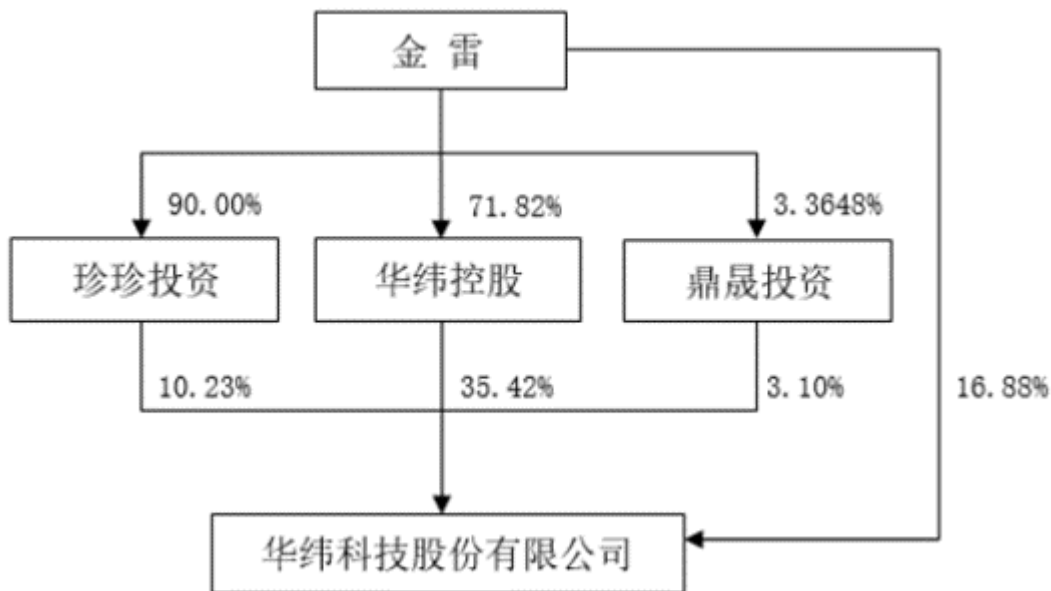 金 雷
90.00%
71.82%
3.3648%
珍珍投资
华纬控股
鼎晟投资
10.23%
35.42%
3.10%
16.88%
华纬科技股份有限公司